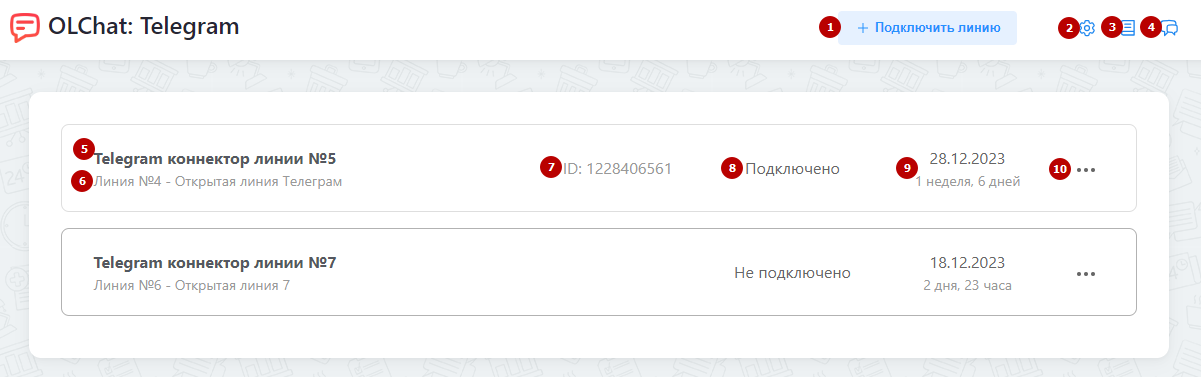 OLChat: Telegram
1 + Подключить линию 2 3 4
5 Telegram коннектор линии №5
6 Линия №4 - Открытая линия Телеграм
7 ID: 1228406561
8 Подключено
9 28.12.2023
1 неделя, 6 дней
10
Telegram коннектор линии №7
Линия №6 - Открытая линия 7
Не подключено
18.12.2023
2 дня, 23 часа